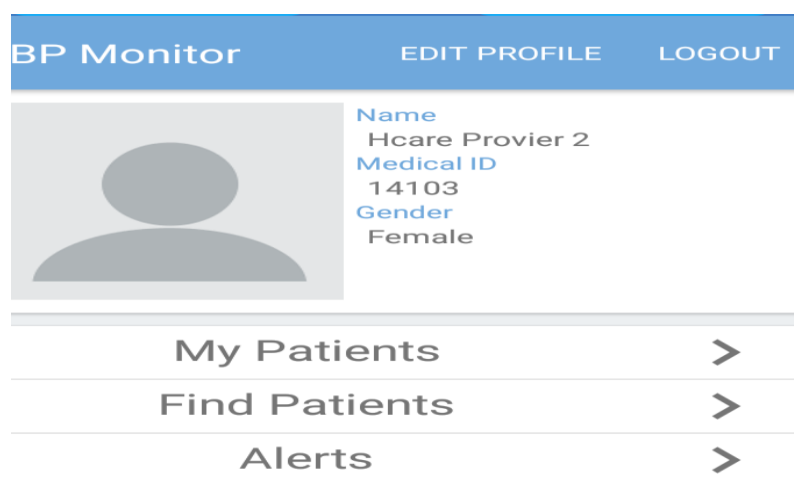 BP Monitor EDIT PROFILE LOGOUT
Name
Hcare Provier 2
Medical ID
14103
Gender
Female
My Patients >
Find Patients >
Alerts >